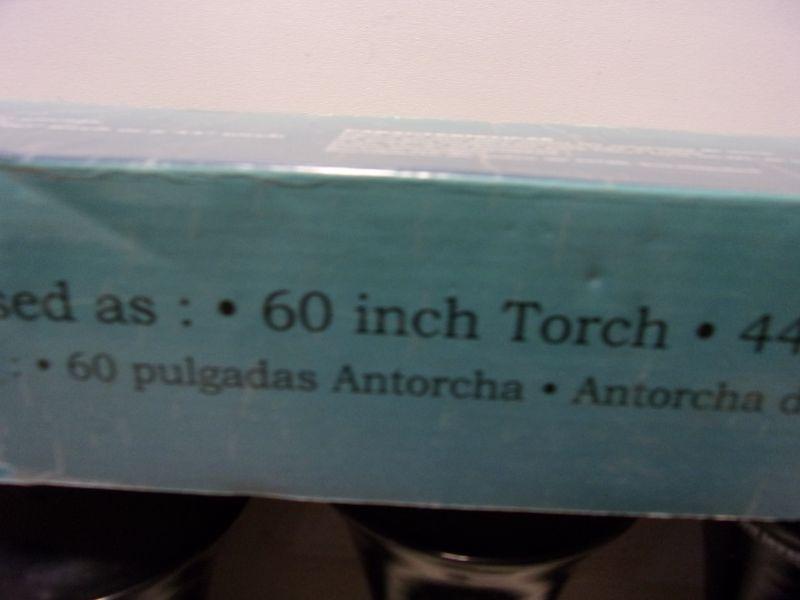 sed as : • 60 inch Torch • 44
: • 60 pulgadas Antorcha • Antorcha d